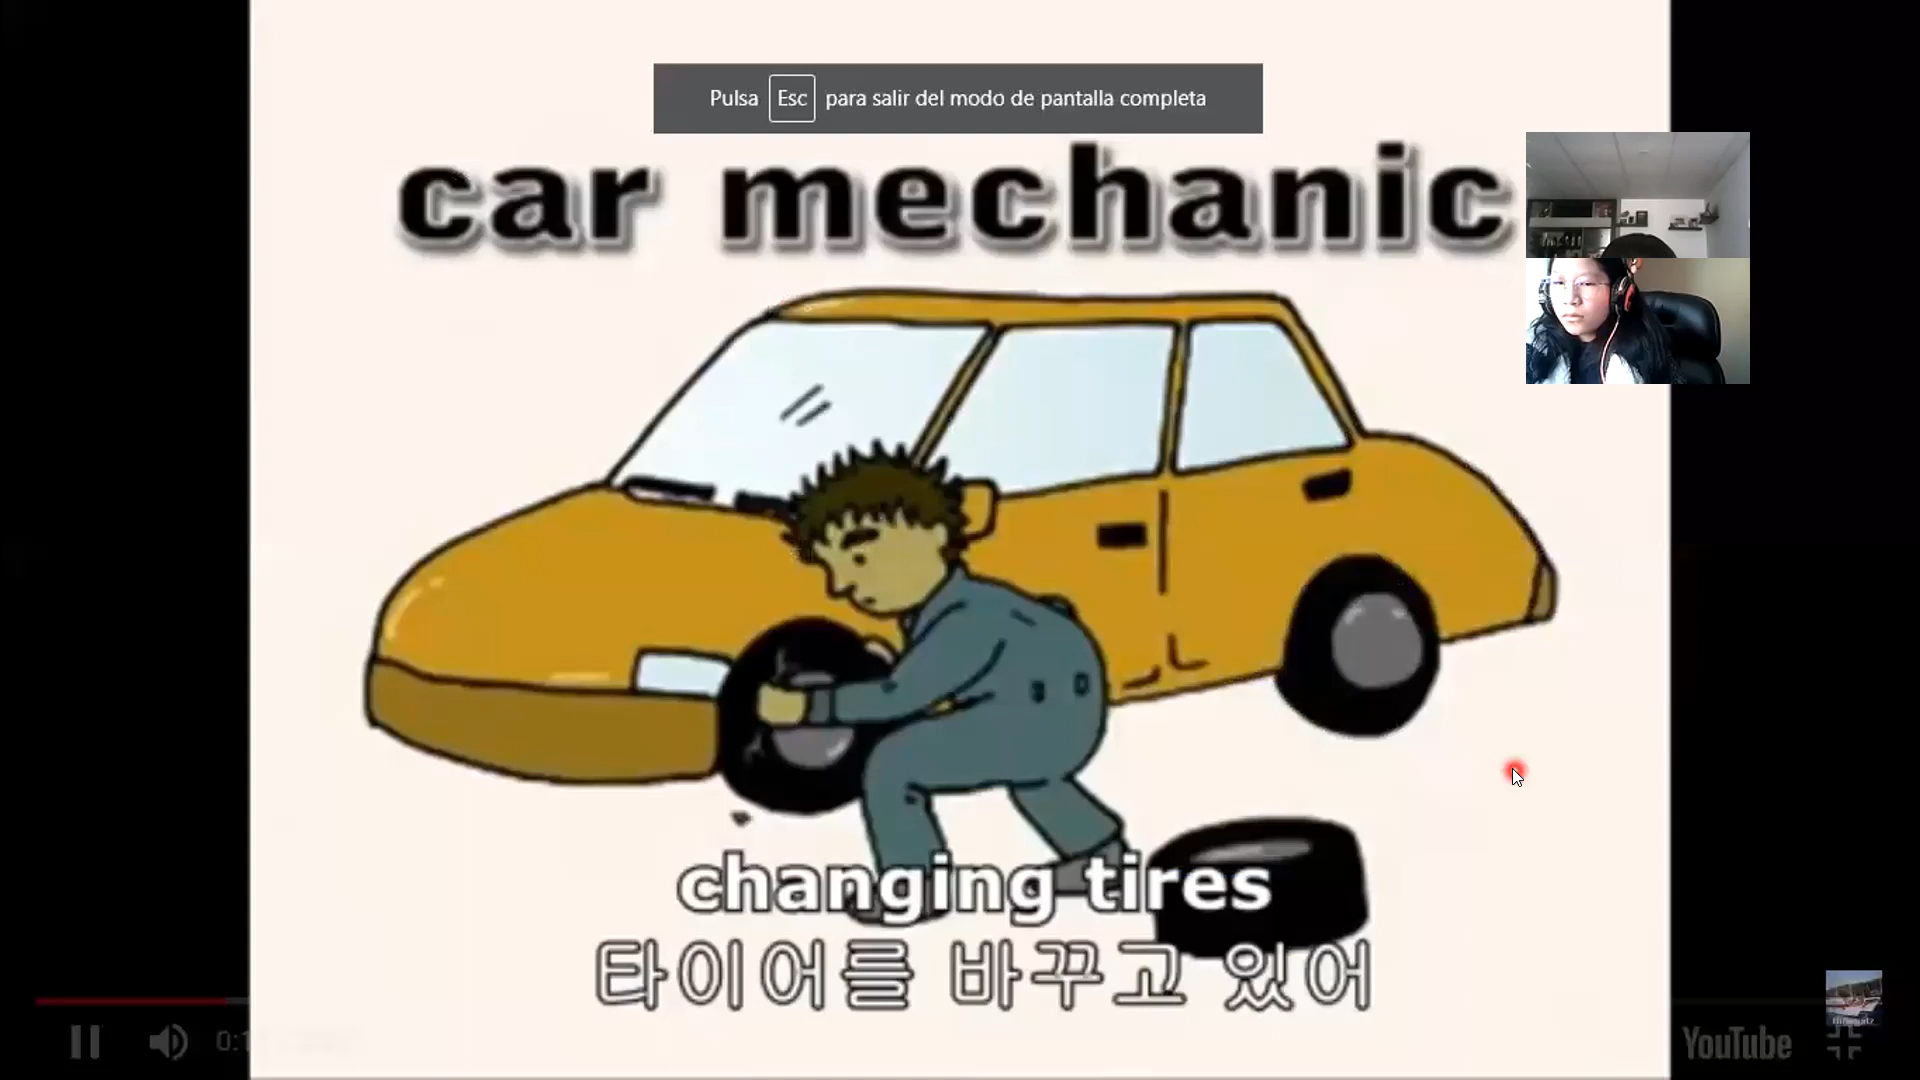 Pulsa Esc para salir del modo de pantalla completa
car mechanic
changing tires
타이어를 바꾸고 있어
YouTube